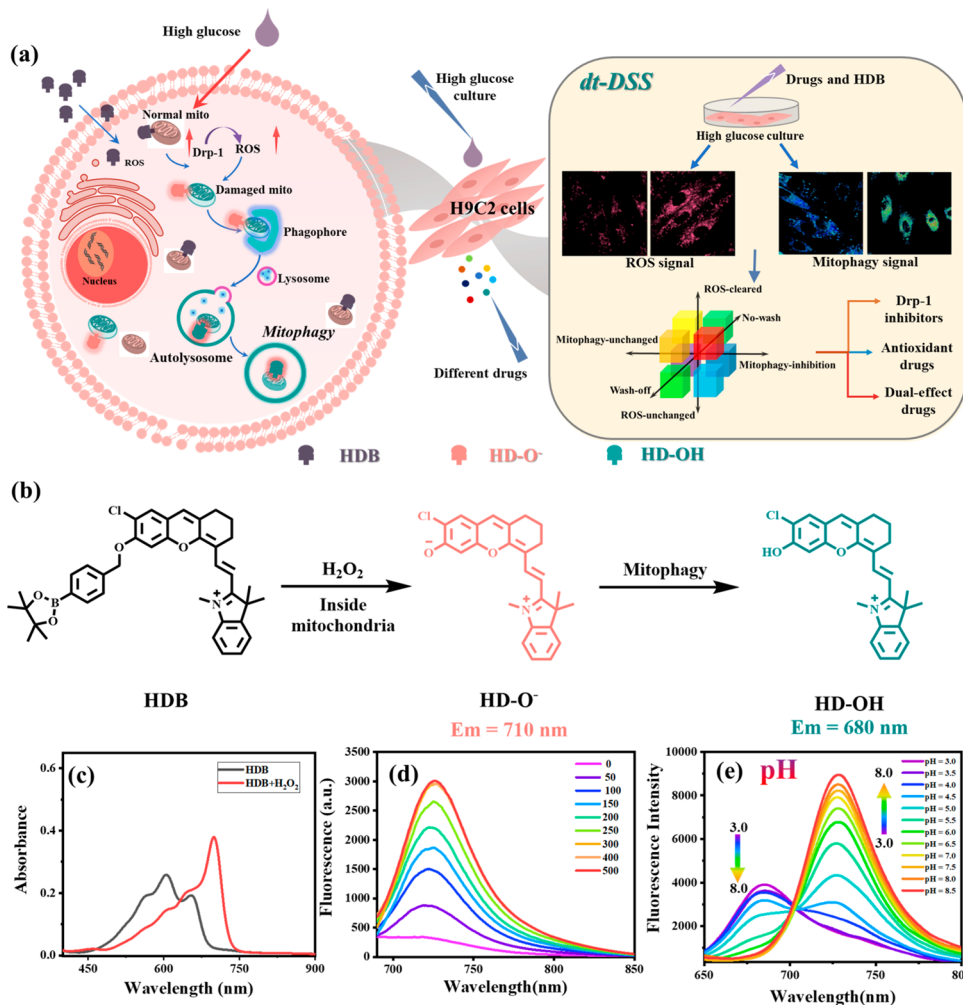 (a)
High glucose
Normal mito
Drp-1
ROS
ROS
Damaged mito
Phagophore
Lysosome
Nucleus
Mitophagy
Autolysosome
High glucose
culture
H9C2 cells
Different drugs
dt-DSS
Drugs and HDB
High glucose culture
ROS signal
Mitophagy signal
ROS-cleared
No-wash
Mitophagy-unchanged
Mitophagy-inhibition
Wash-off
ROS-unchanged
Drp-1
inhibitors
Antioxidant
drugs
Dual-effect
drugs
HDB
HD-O⁻
HD-OH
(b)
Cl
O
O
B
O
O
N
+
H₂O₂
Inside
mitochondria
Cl
O
−
O
N
+
Mitophagy
Cl
HO
O
N
+
HDB
HD-O⁻
Em = 710 nm
HD-OH
Em = 680 nm
(c)
HDB
HDB+H₂O₂
0.6
0.4
0.2
0.0
Absorbance
450
600
750
900
Wavelength (nm)
(d)
3500
3000
2500
2000
1500
1000
500
0
Fluorescence (a.u.)
0
50
100
150
200
250
300
400
500
700
750
800
850
Wavelength(nm)
(e)
pH
10000
8000
6000
4000
2000
Fluorescence Intensity
3.0
8.0
8.0
3.0
pH = 3.0
pH = 3.5
pH = 4.0
pH = 4.5
pH = 5.0
pH = 5.5
pH = 6.0
pH = 6.5
pH = 7.0
pH = 7.5
pH = 8.0
pH = 8.5
650
700
750
80
Wavelength(nm)